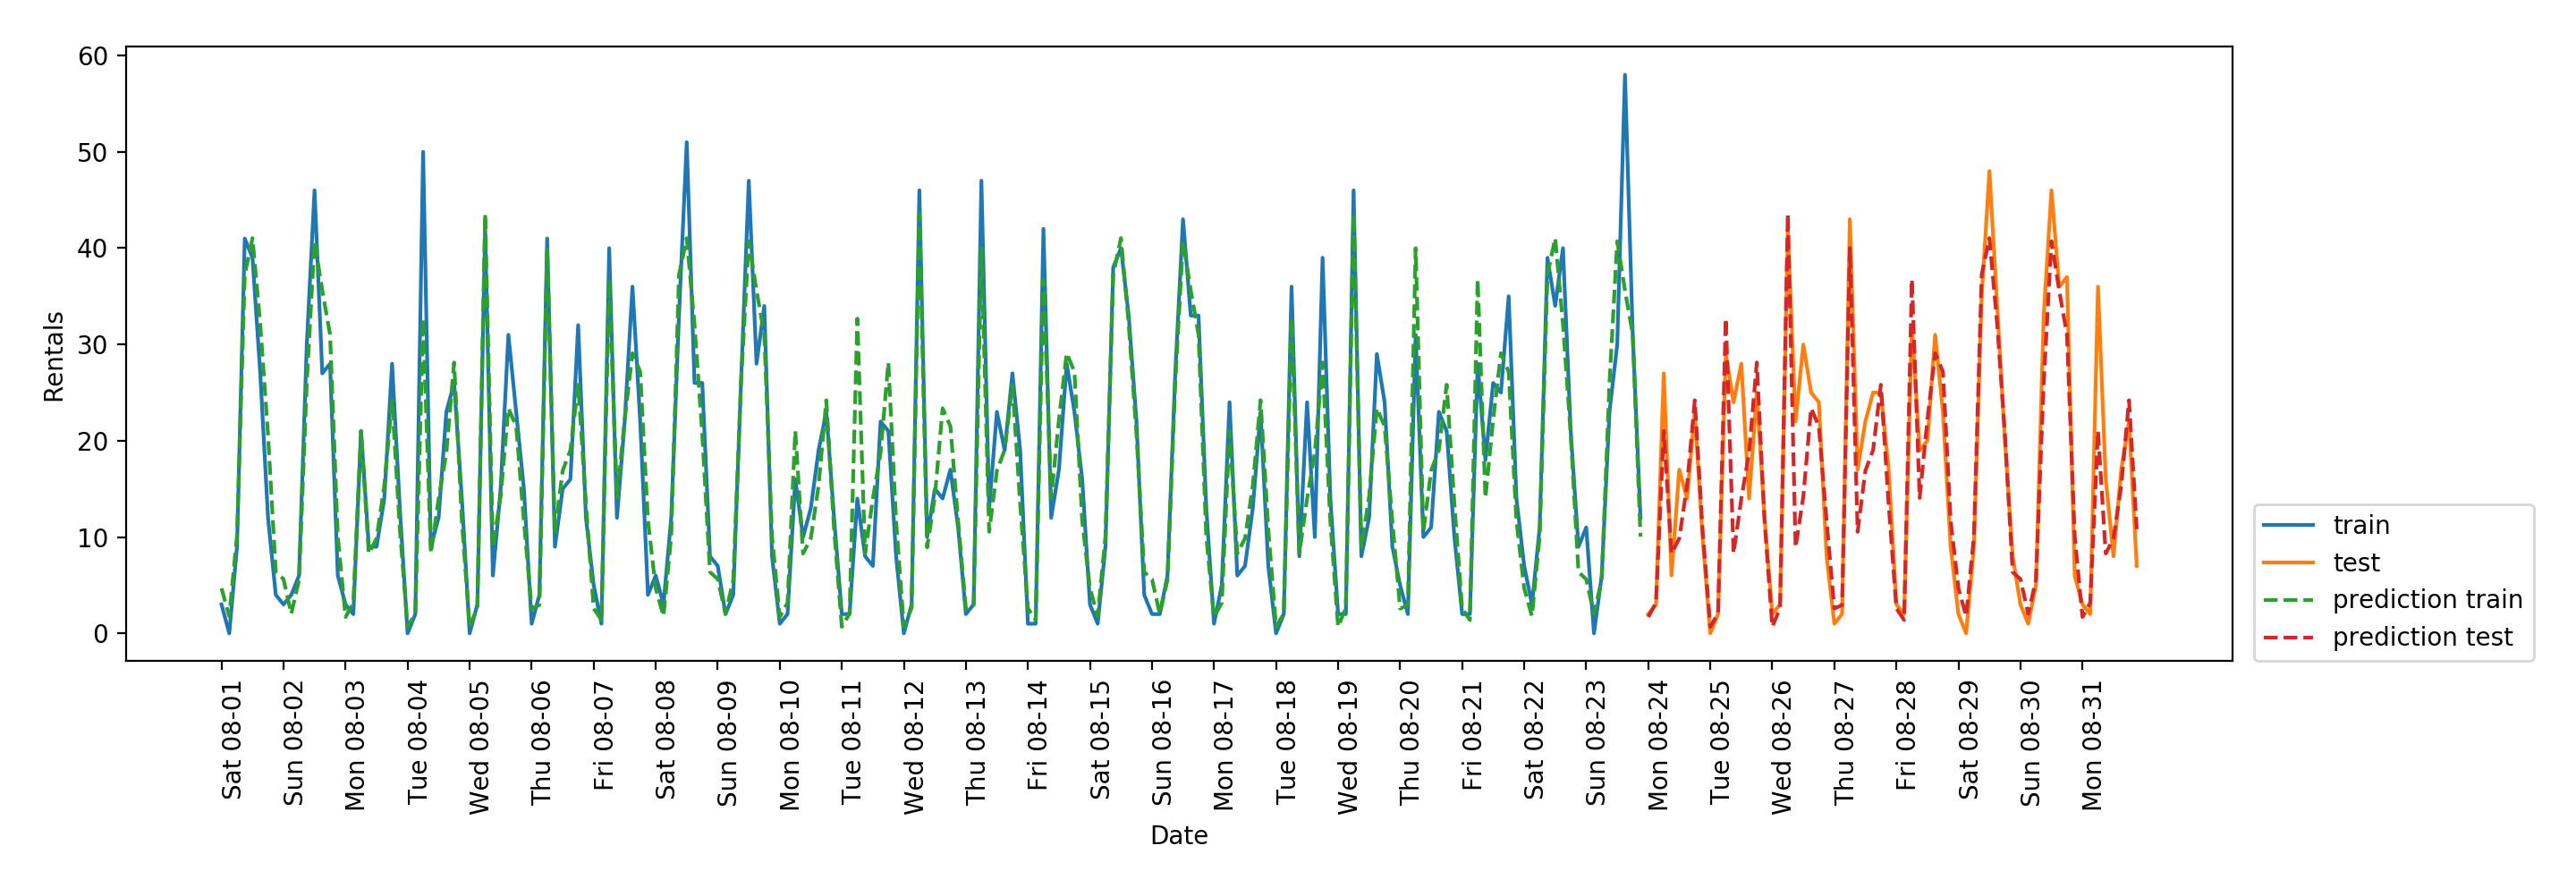 60
50
40
30
20
10
0
Rentals
Sat 08-01
Sun 08-02
Mon 08-03
Tue 08-04
Wed 08-05
Thu 08-06
Fri 08-07
Sat 08-08
Sun 08-09
Mon 08-10
Tue 08-11
Wed 08-12
Thu 08-13
Fri 08-14
Sat 08-15
Sun 08-16
Mon 08-17
Tue 08-18
Wed 08-19
Thu 08-20
Fri 08-21
Sat 08-22
Sun 08-23
Mon 08-24
Tue 08-25
Wed 08-26
Thu 08-27
Fri 08-28
Sat 08-29
Sun 08-30
Mon 08-31
Date
train
test
prediction train
prediction test